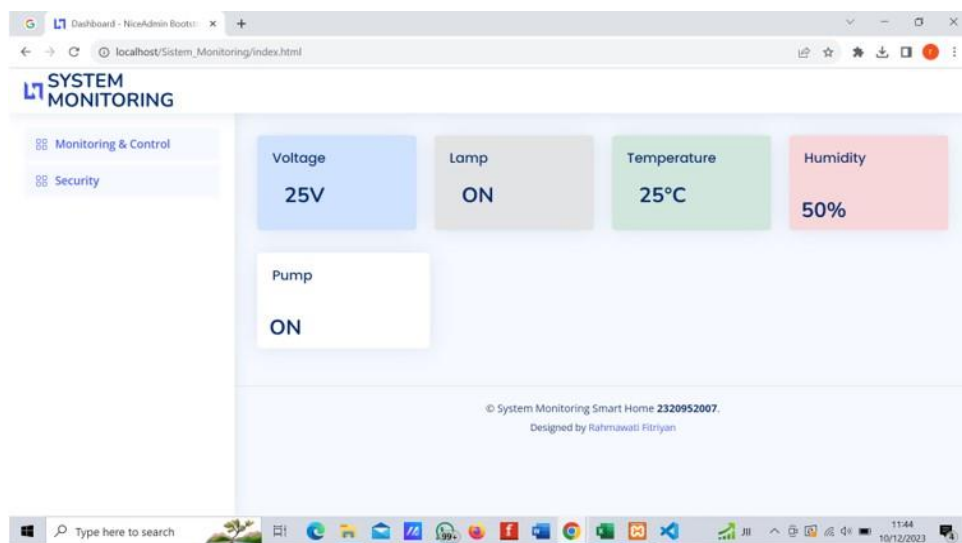 Dashboard - NiceAdmin Bootst
localhost/Sistem_Monitoring/index.html
SYSTEM
MONITORING
Monitoring & Control
Security
Voltage
25V
Lamp
ON
Temperature
25°C
Humidity
50%
Pump
ON
© System Monitoring Smart Home 2320952007.
Designed by Rahmawati Fitriyan
Type here to search
99+
11:44
10/12/2023
4